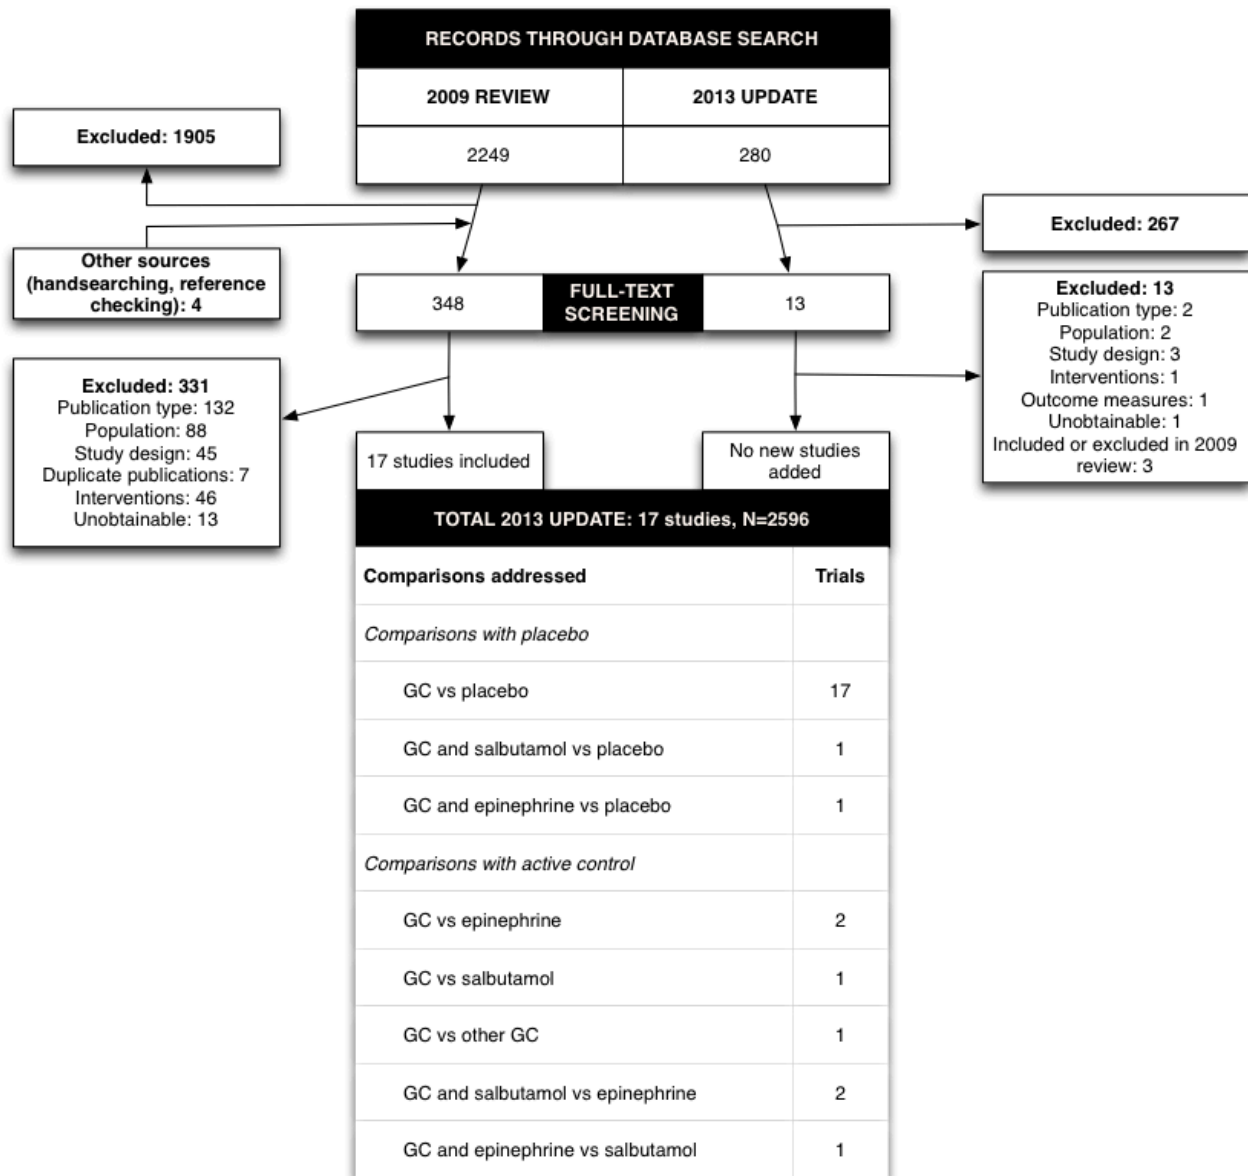 RECORDS THROUGH DATABASE SEARCH
2009 REVIEW
2013 UPDATE
2249
280
Excluded: 1905
Other sources
(handsearching, reference
checking): 4
Excluded: 267
348
FULL-TEXT
SCREENING
13
Excluded: 331
Publication type: 132
Population: 88
Study design: 45
Duplicate publications: 7
Interventions: 46
Unobtainable: 13
Excluded: 13
Publication type: 2
Population: 2
Study design: 3
Interventions: 1
Outcome measures: 1
Unobtainable: 1
Included or excluded in 2009
review: 3
17 studies included
No new studies
added
TOTAL 2013 UPDATE: 17 studies, N=2596
Comparisons addressed
Trials
Comparisons with placebo
GC vs placebo
17
GC and salbutamol vs placebo
1
GC and epinephrine vs placebo
1
Comparisons with active control
GC vs epinephrine
2
GC vs salbutamol
1
GC vs other GC
1
GC and salbutamol vs epinephrine
2
GC and epinephrine vs salbutamol
1